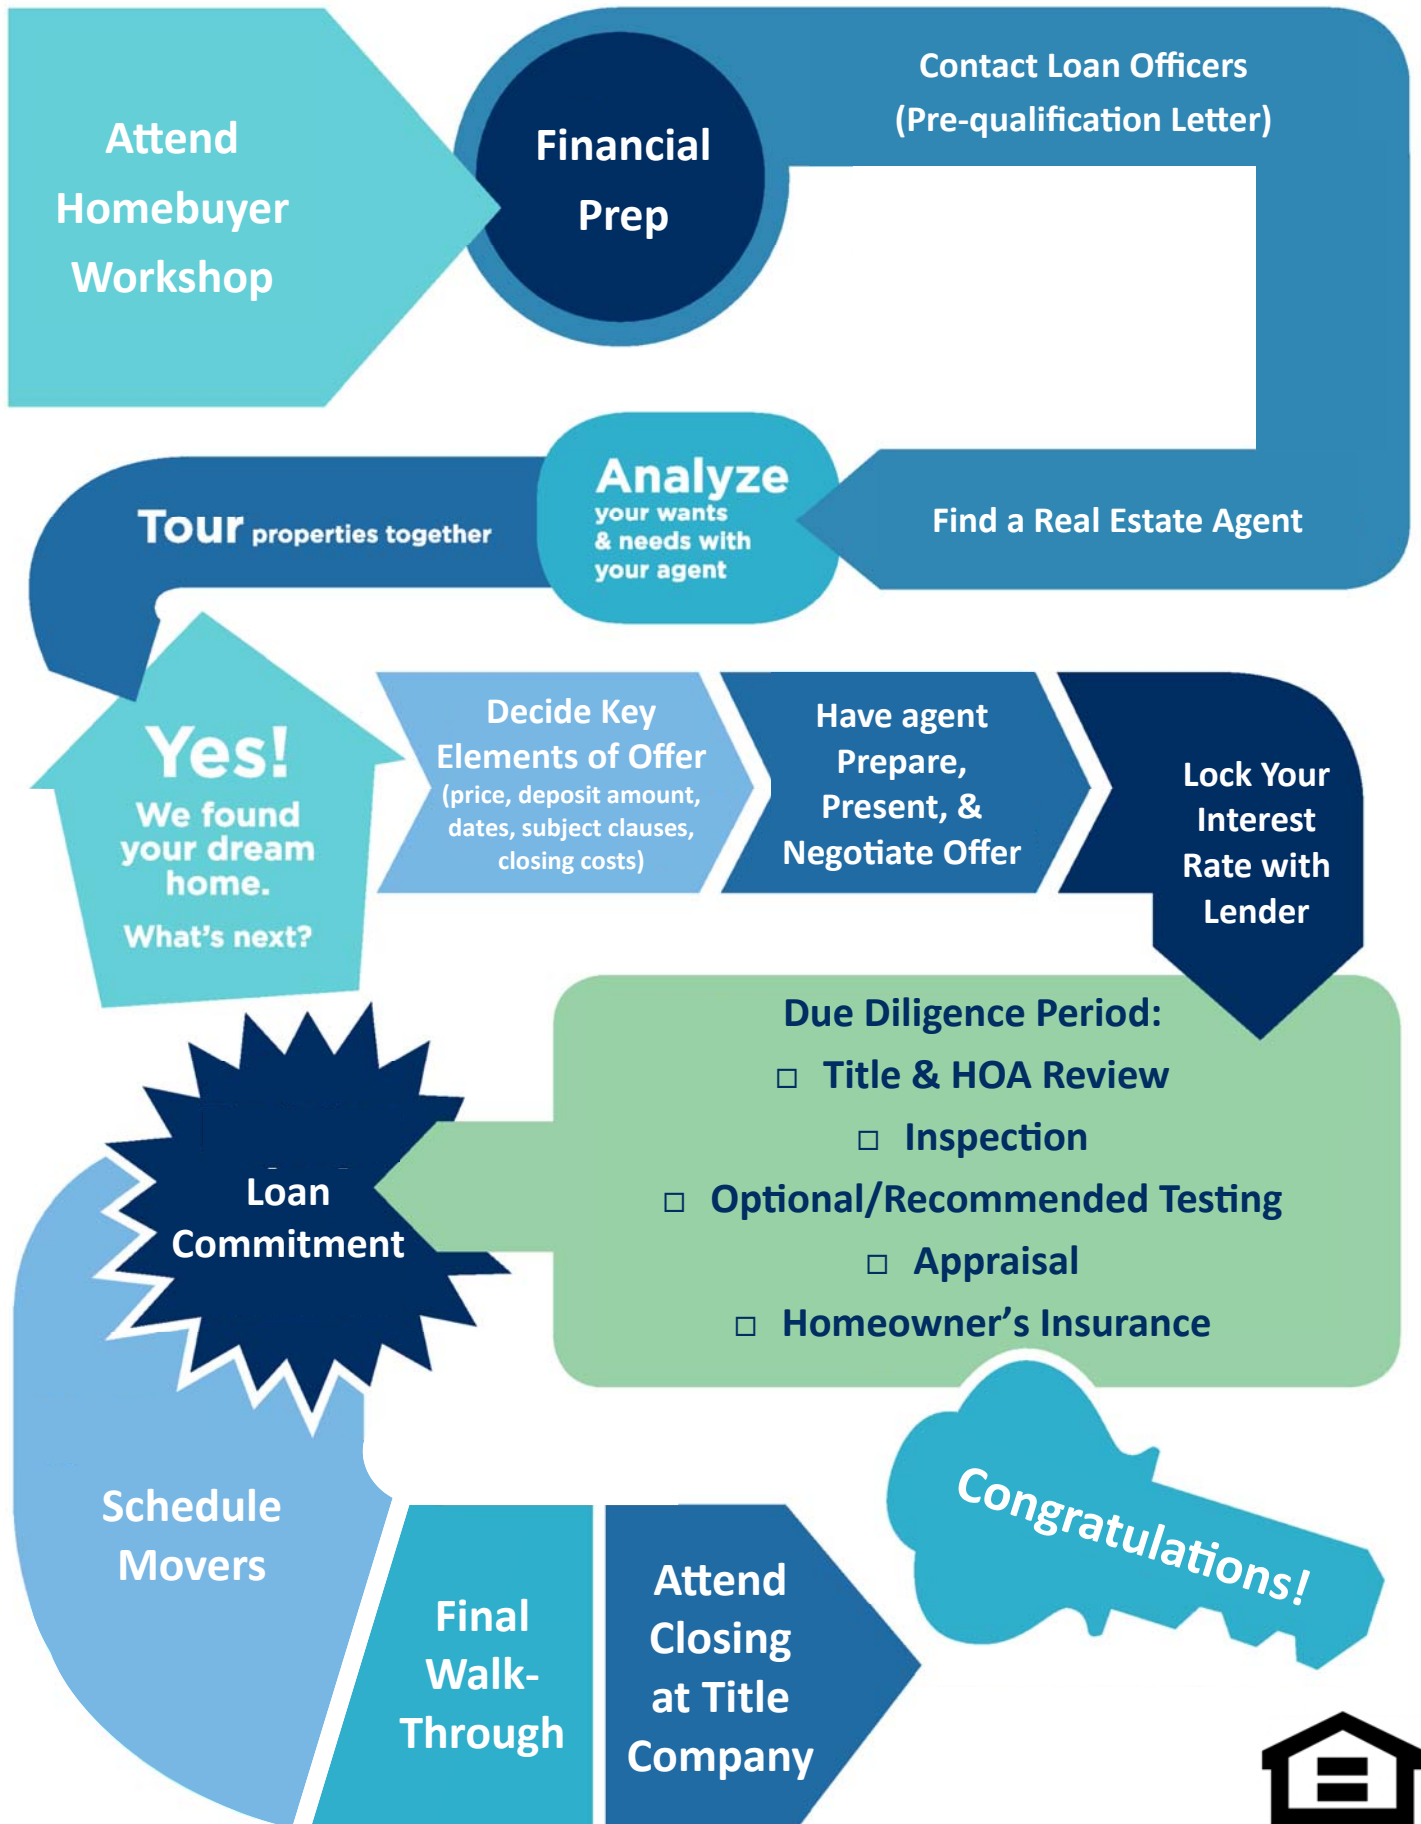 Attend
Homebuyer
Workshop
Financial
Prep
Contact Loan Officers
(Pre-qualification Letter)
Find a Real Estate Agent
Analyze
your wants
& needs with
your agent
Tour properties together
Yes!
We found
your dream
home.
What's next?
Decide Key
Elements of Offer
(price, deposit amount,
dates, subject clauses,
closing costs)
Have agent
Prepare,
Present, &
Negotiate Offer
Lock Your
Interest
Rate with
Lender
Due Diligence Period:
□ Title & HOA Review
□ Inspection
□ Optional/Recommended Testing
□ Appraisal
□ Homeowner’s Insurance
Loan
Commitment
Schedule
Movers
Final
Walk-
Through
Attend
Closing
at Title
Company
Congratulations!